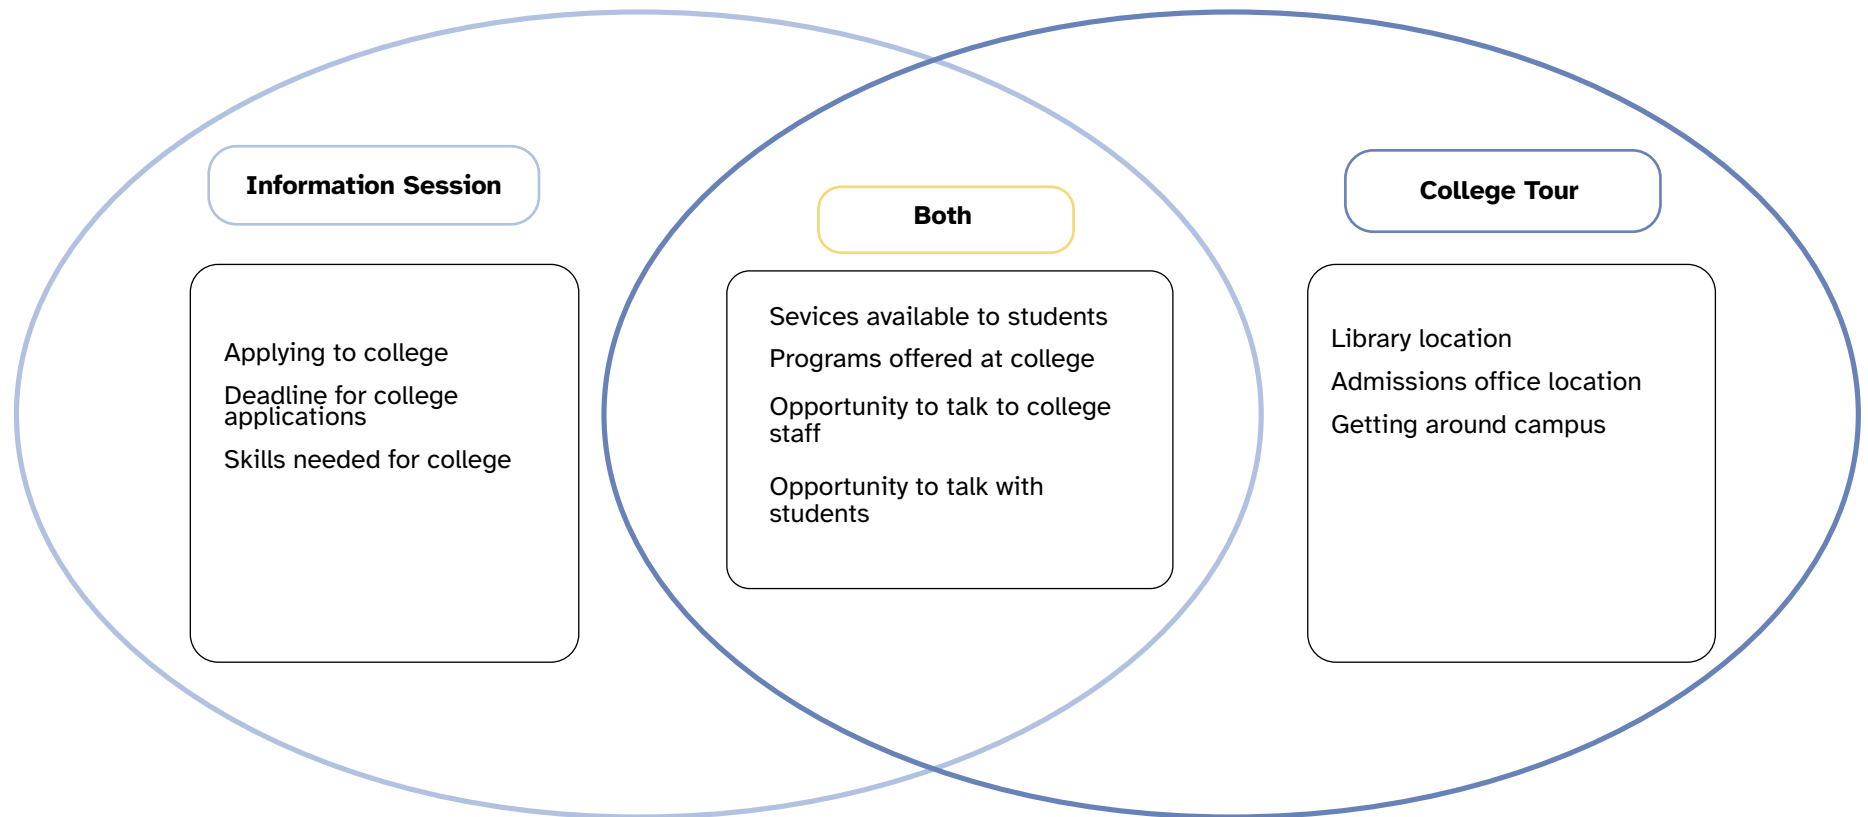 Information Session
Applying to college
Deadline for college
applications
Skills needed for college
Both
Sevices available to students
Programs offered at college
Opportunity to talk to college
staff
Opportunity to talk with
students
College Tour
Library location
Admissions office location
Getting around campus